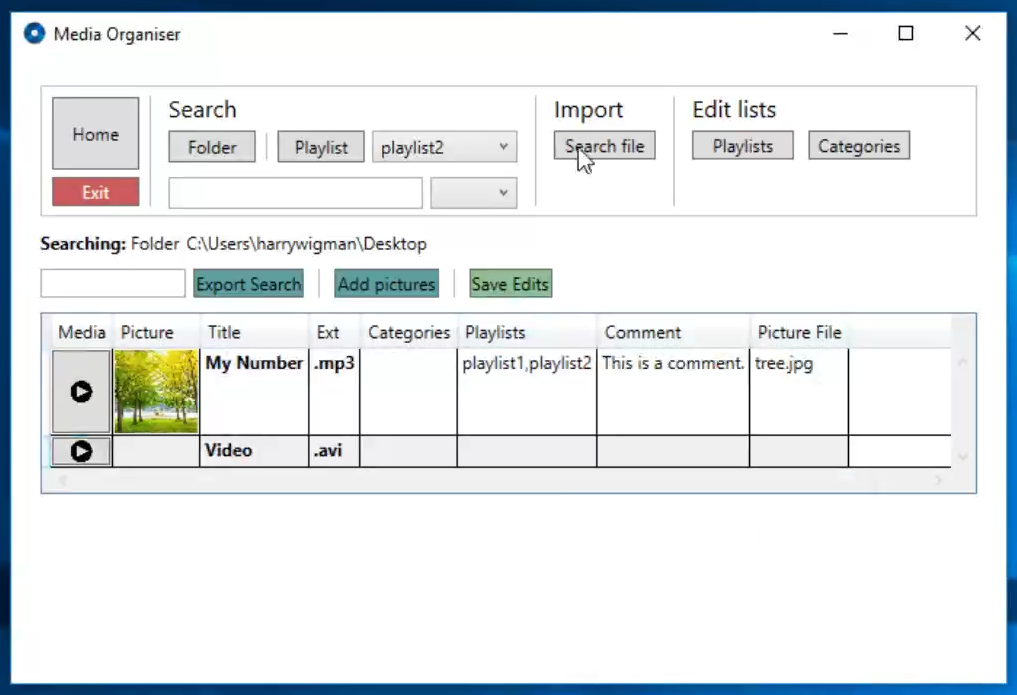 Media Organiser
Home
Exit
Search
Folder
Playlist
playlist2
Import
Search file
Edit lists
Playlists
Categories
Searching: Folder C:\Users\harrywigman\Desktop
Export Search
Add pictures
Save Edits
Media Picture Title Ext Categories Playlists Comment Picture File
My Number .mp3 playlist1,playlist2 This is a comment. tree.jpg
Video .avi